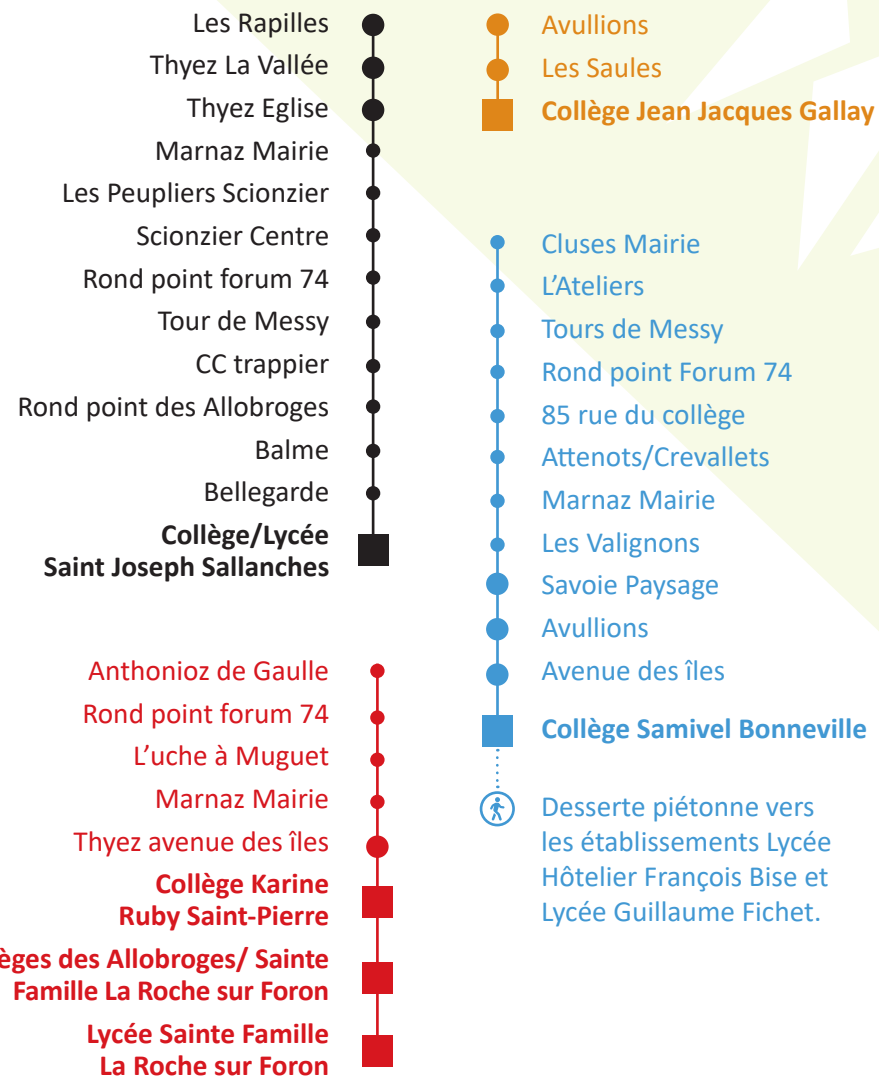 Les Rapilles
Thyez La Vallée
Thyez Eglise
Marnaz Mairie
Les Peupliers Scionzier
Scionzier Centre
Rond point forum 74
Tour de Messy
CC trappier
Rond point des Allobroges
Balme
Bellegarde
Collège/Lycée
Saint Joseph Sallanches
Anthonioz de Gaulle
Rond point forum 74
L'uche à Muguet
Marnaz Mairie
Thyez avenue des îles
Collège Karine
Ruby Saint-Pierre
èges des Allobroges/ Sainte
Famille La Roche sur Foron
Lycée Sainte Famille
La Roche sur Foron
Avullions
Les Saules
Collège Jean Jacques Gallay
Cluses Mairie
L'Ateliers
Tours de Messy
Rond point Forum 74
85 rue du collège
Attenots/Crevallets
Marnaz Mairie
Les Valignons
Savoie Paysage
Avullions
Avenue des îles
Collège Samivel Bonneville
Desserte piétonne vers
les établissements Lycée
Hôtelier François Bise et
Lycée Guillaume Fichet.